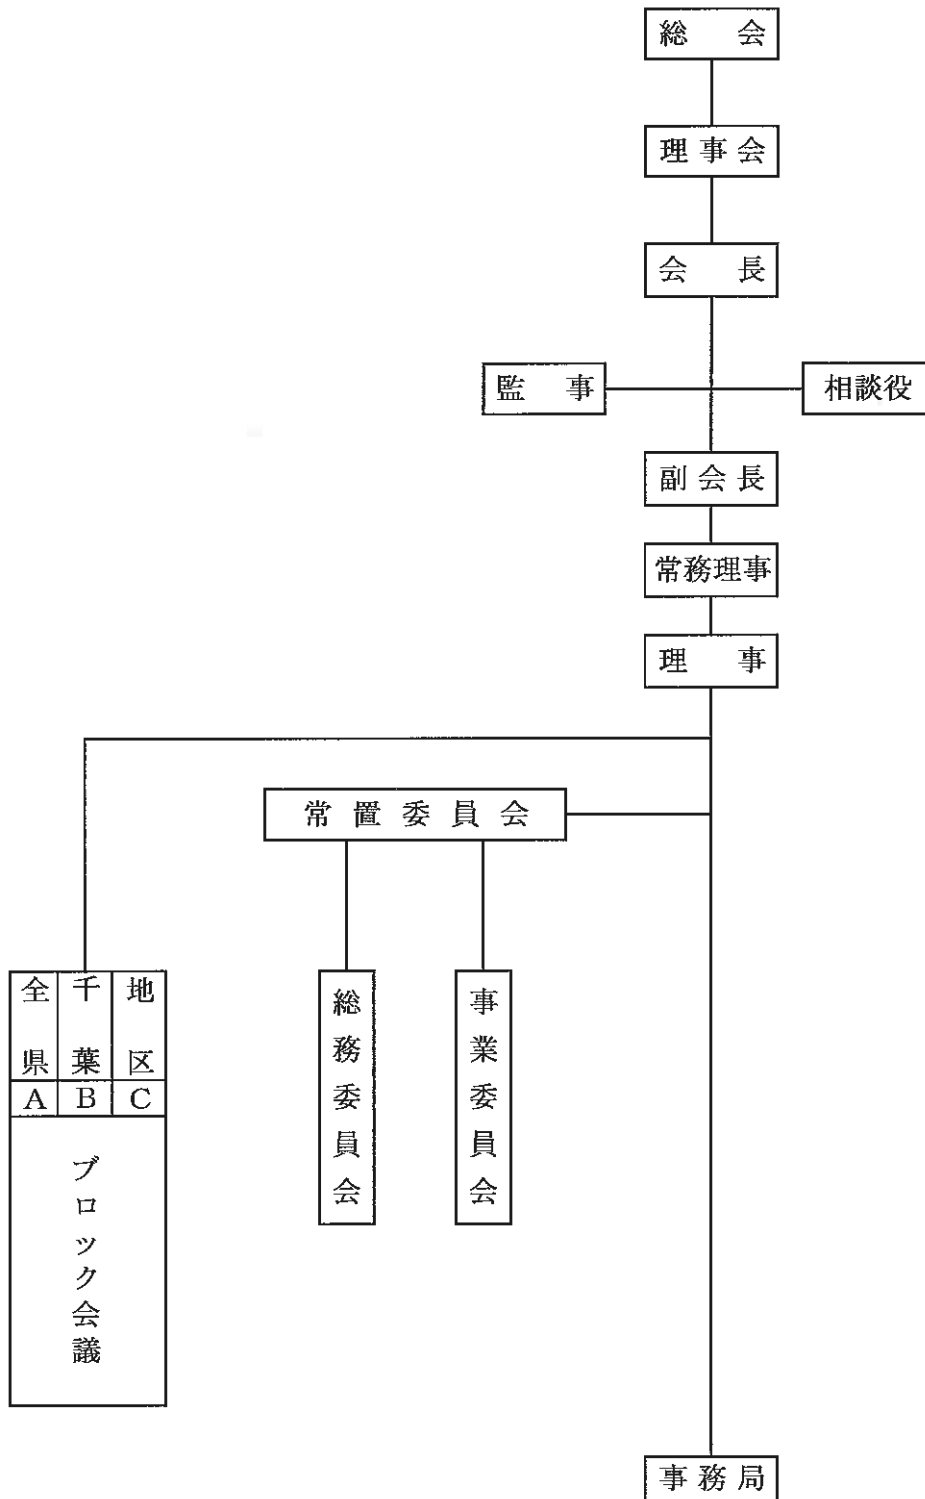 総会
理事会
会長
監事
相談役
副会長
常務理事
理事
常置委員会
全県
千葉
地区
A
B
C
ブロック会議
総務委員会
事業委員会
事務局